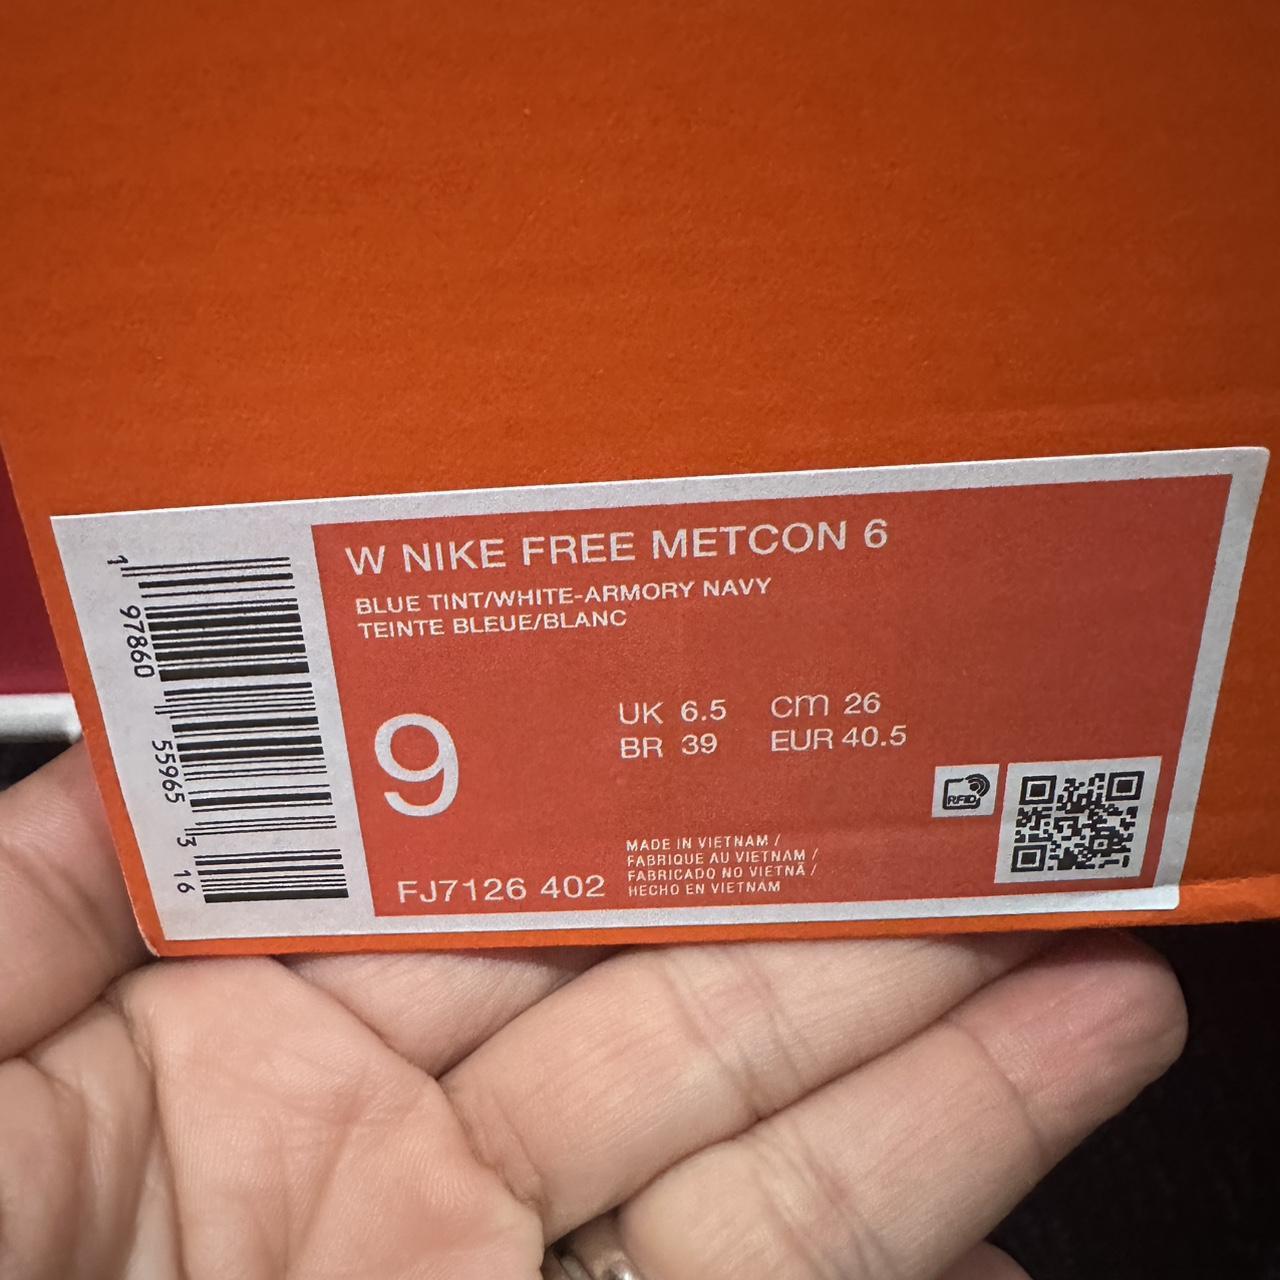 W NIKE FREE METCON 6
BLUE TINT/WHITE-ARMORY NAVY
TEINTE BLEUE/BLANC
9
UK 6.5 cm 26
BR 39 EUR 40.5
RFID
FJ7126 402
MADE IN VIETNAM /
FABRIQUE AU VIETNAM /
FABRICADO NO VIETNÃ /
HECHO EN VIETNAM
1 97860 55965 3 16